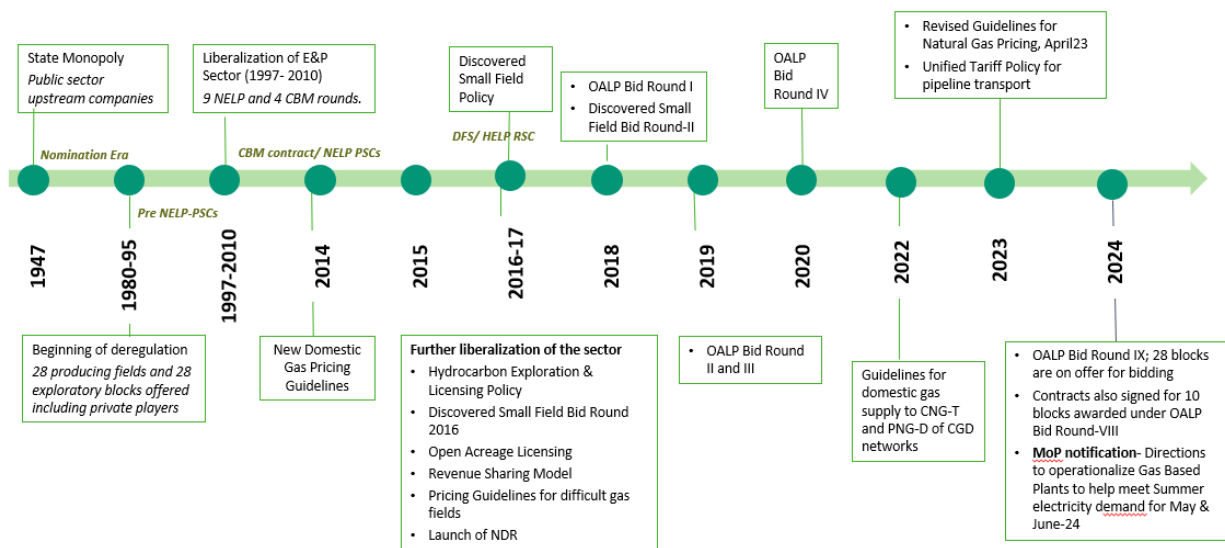 State Monopoly
Public sector
upstream companies
Liberalization of E&P
Sector (1997- 2010)
9 NELP and 4 CBM rounds.
Discovered
Small Field
Policy
• OALP Bid Round I
• Discovered Small
Field Bid Round-II
OALP
Bid
Round IV
• Revised Guidelines for
Natural Gas Pricing, April23
• Unified Tariff Policy for
pipeline transport
Nomination Era
CBM contract/ NELP PSCs
DFS/ HELP RSC
Pre NELP-PSCs
1947
1980-95
1997-2010
2014
2015
2016-17
2018
2019
2020
2022
2023
2024
Beginning of deregulation
28 producing fields and 28
exploratory blocks offered
including private players
New Domestic
Gas Pricing
Guidelines
Further liberalization of the sector
• Hydrocarbon Exploration &
Licensing Policy
• Discovered Small Field Bid Round
2016
• Open Acreage Licensing
• Revenue Sharing Model
• Pricing Guidelines for difficult gas
fields
• Launch of NDR
• OALP Bid Round
II and III
Guidelines for
domestic gas
supply to CNG-T
and PNG-D of CGD
networks
• OALP Bid Round IX; 28 blocks
are on offer for bidding
• Contracts also signed for 10
blocks awarded under OALP
Bid Round-VIII
• MoP notification- Directions
to operationalize Gas Based
Plants to help meet Summer
electricity demand for May &
June-24